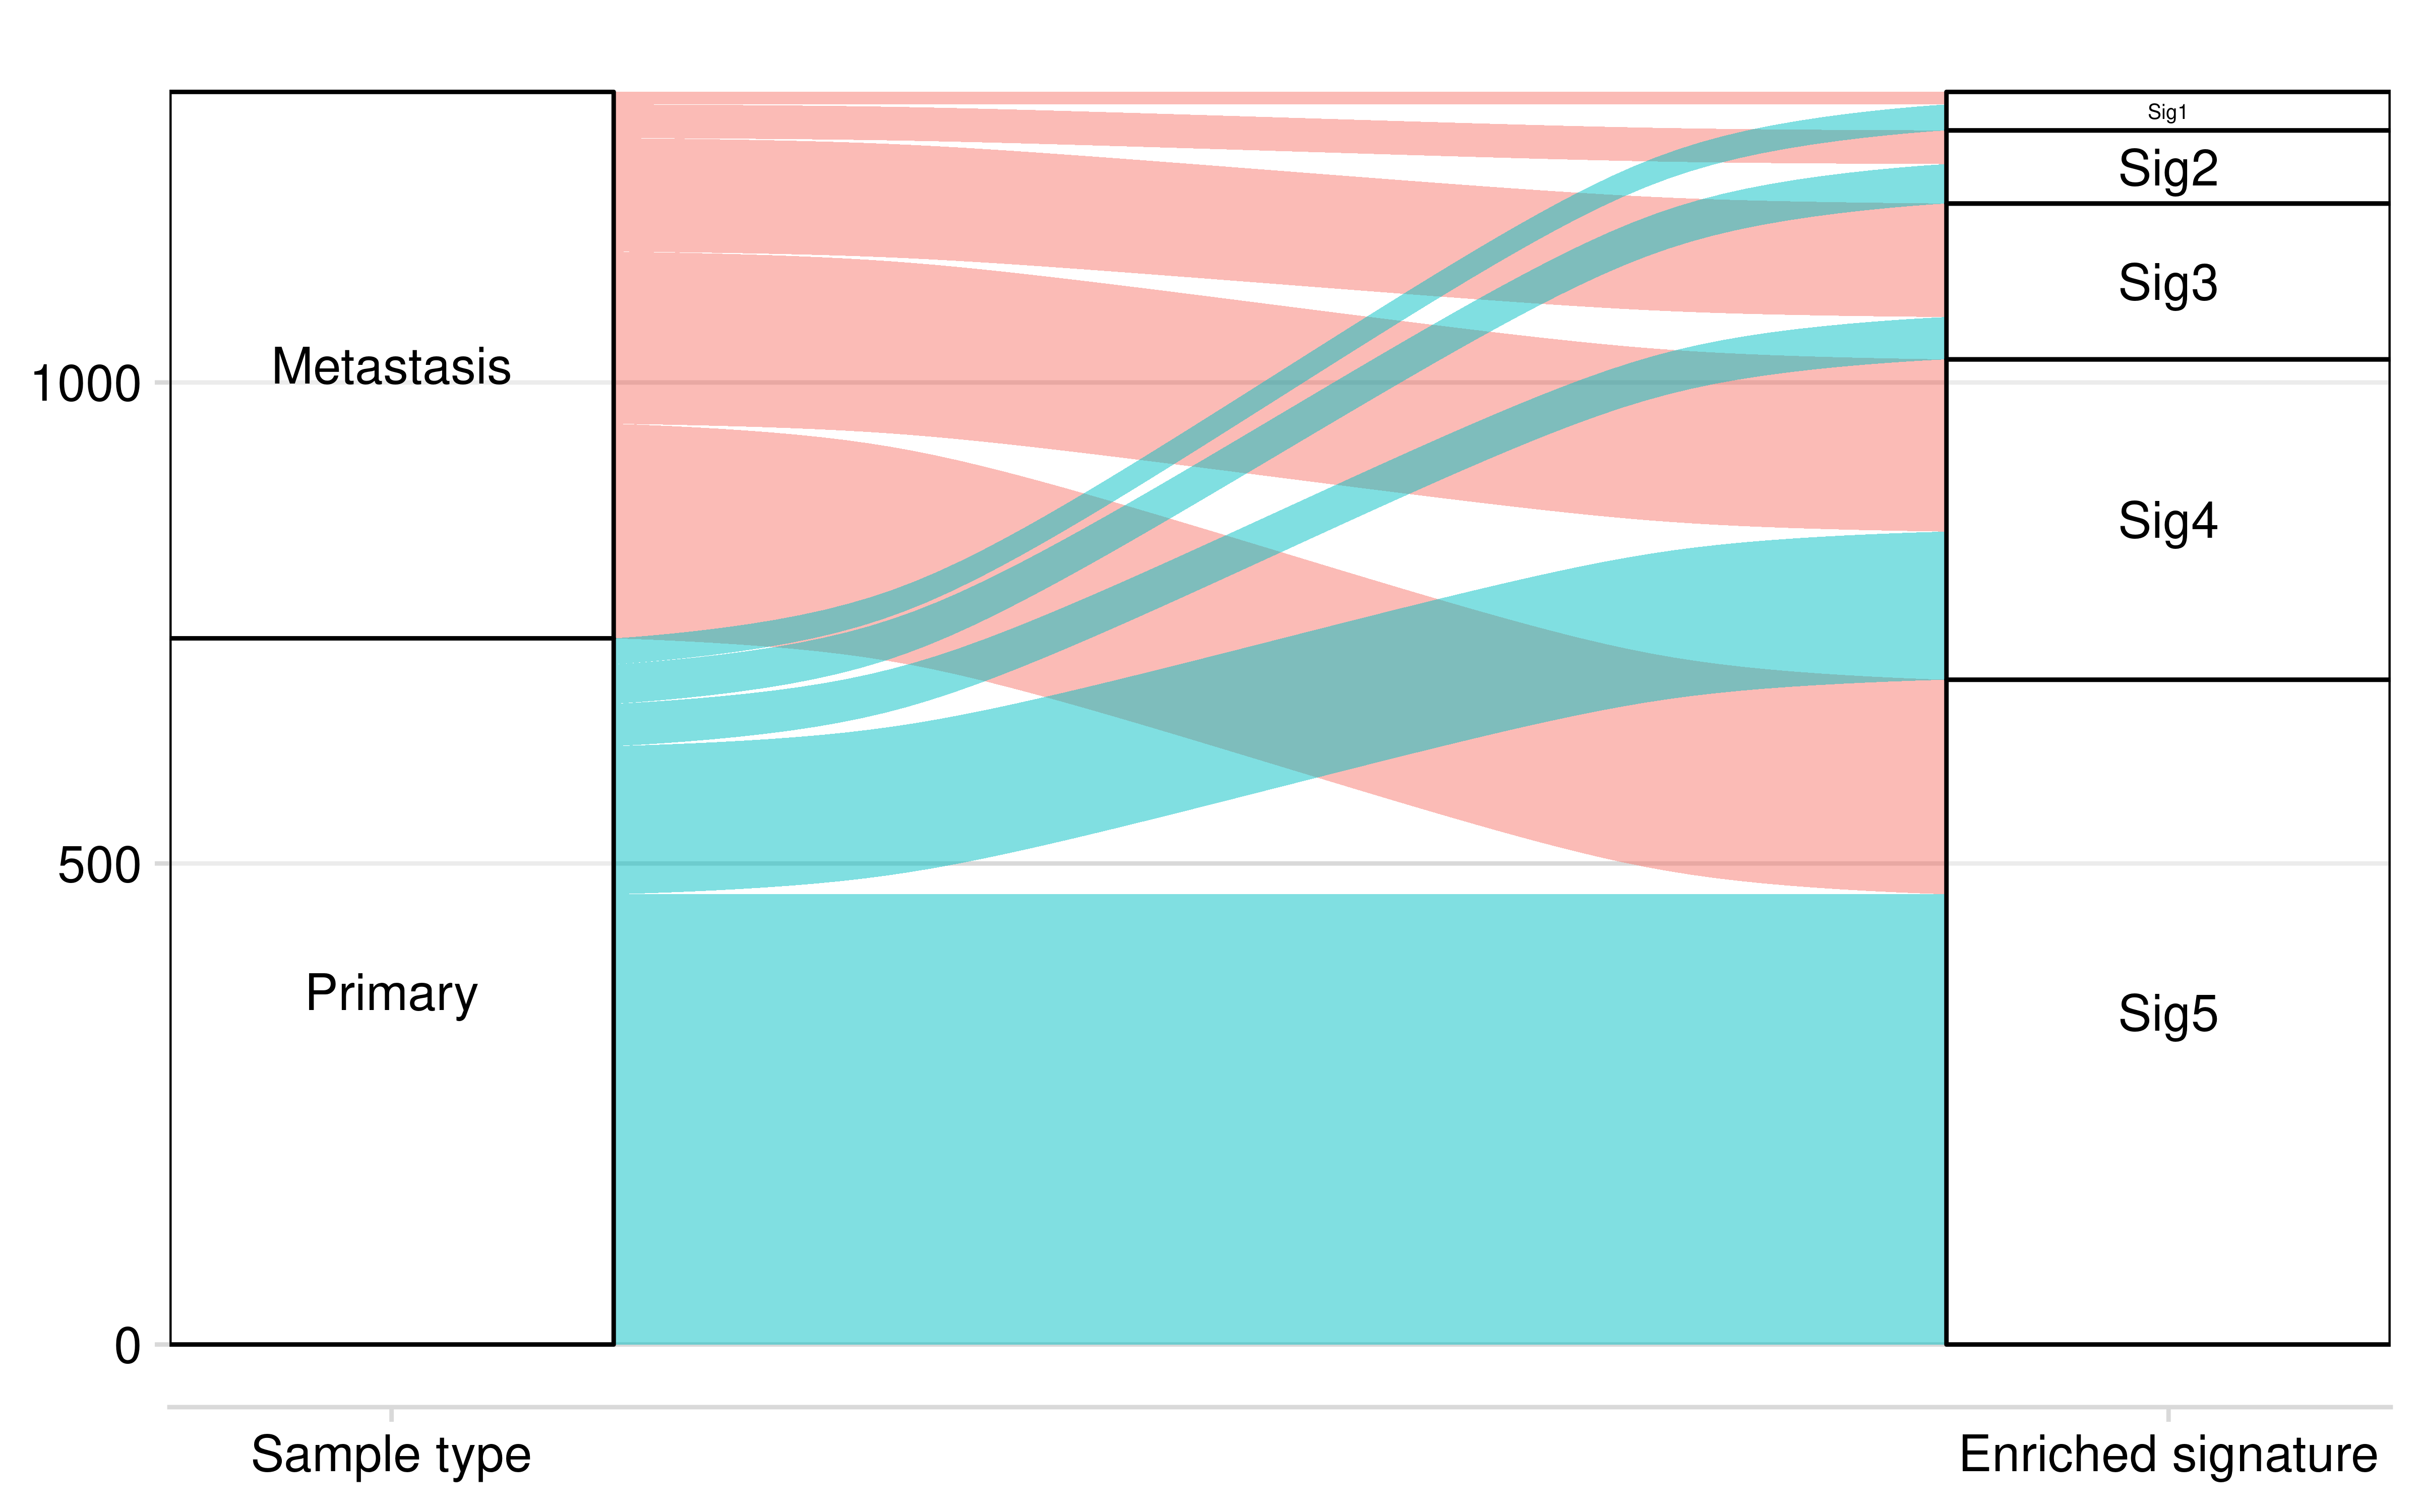 Sig1
Sig2
Sig3
Metastasis
1000
Sig4
500
Primary
Sig5
0
Sample type
Enriched signature